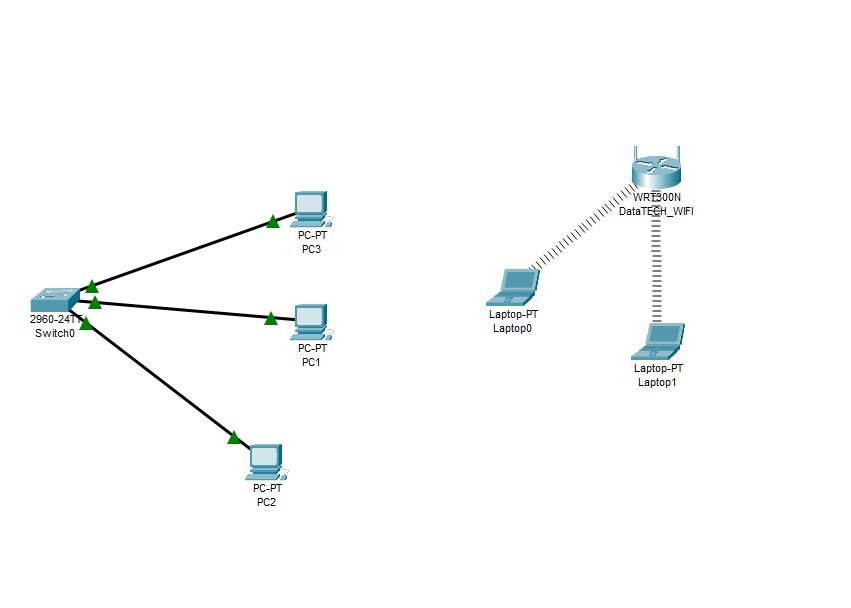 PC-PT
PC3
2960-24TT
Switch0
PC-PT
PC1
PC-PT
PC2
WRT300N
DataTECH_WIFI
Laptop-PT
Laptop0
Laptop-PT
Laptop1